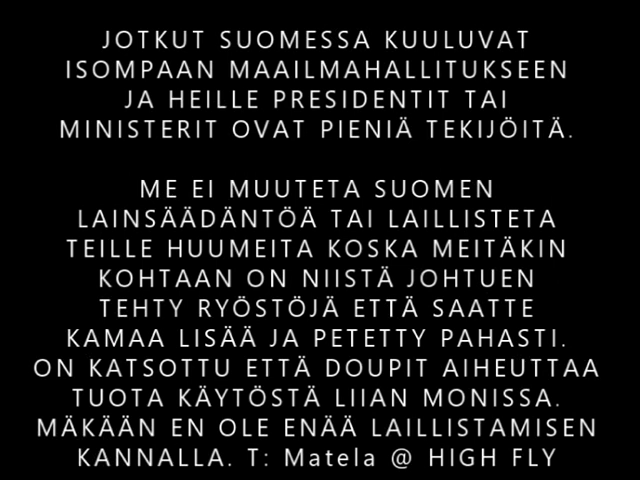 JOTKUT SUOMESSA KUULUVAT
ISOMPAAN MAAILMAHALLITUKSEEN
JA HEILLE PRESIDENTIT TAI
MINISTERIT OVAT PIENIÄ TEKIJÖITÄ.
ME EI MUUTETA SUOMEN
LAINSÄÄDÄNTÖÄ TAI LAILLISTETA
TEILLE HUUMEITA KOSKA MEITÄKIN
KOHTAAN ON NIISTÄ JOHTUEN
TEHTY RYÖSTÖJÄ ETTÄ SAATTE
KAMAA LISÄÄ JA PETETTY PAHASTI.
ON KATSOTTU ETTÄ DOUPIT AIHEUTTAA
TUOTA KÄYTÖSTÄ LIIAN MONISSA.
MÄKÄÄN EN OLE ENÄÄ LAILLISTAMISEN
KANNALLA. T: Matela @ HIGH FLY